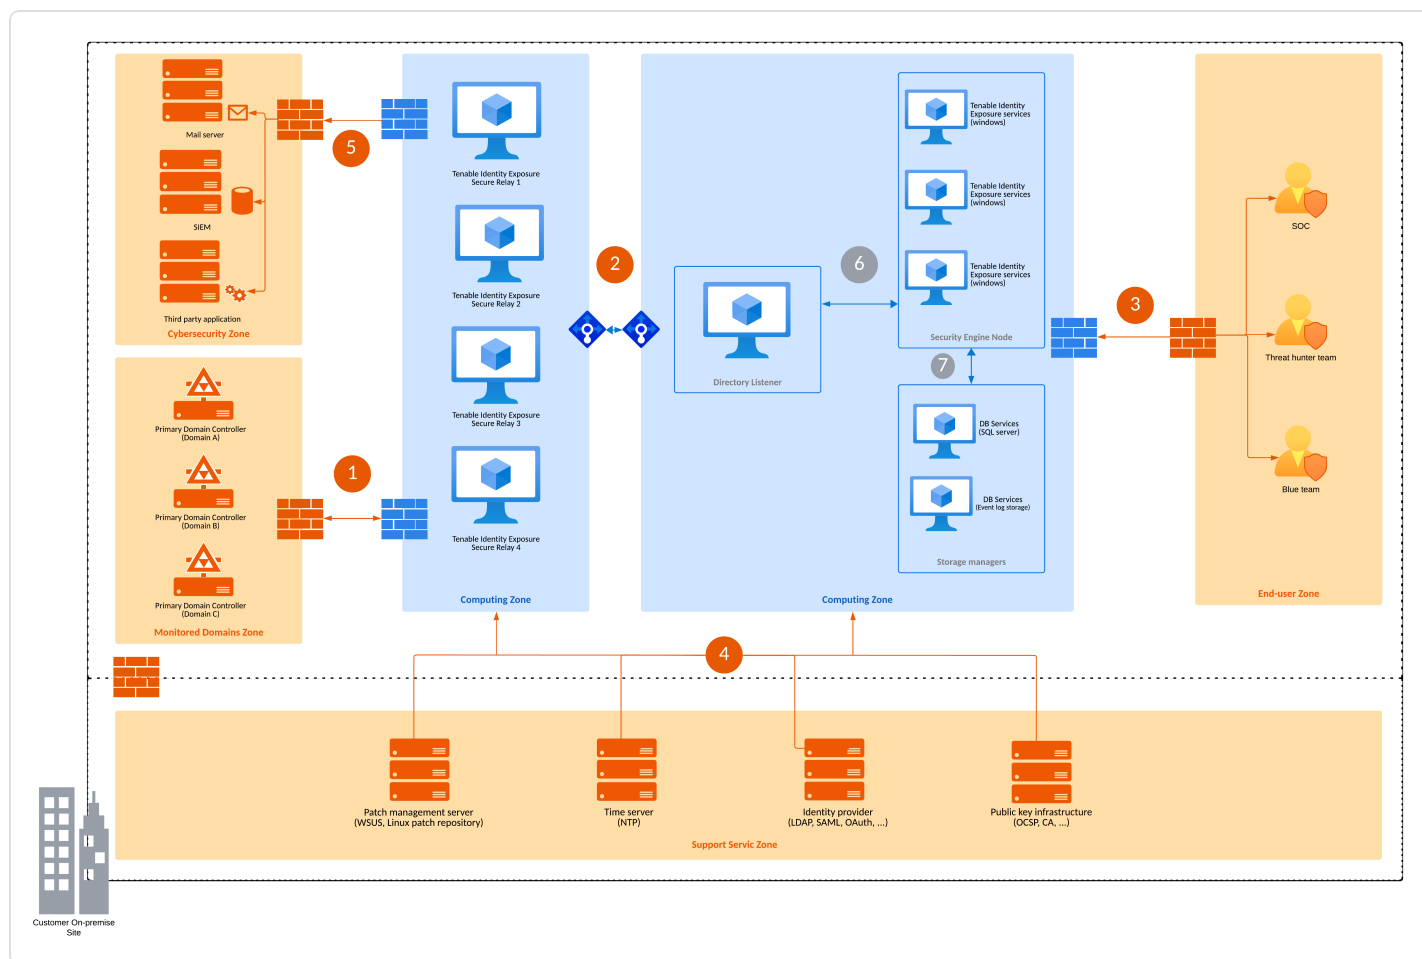 Mail server
SIEM
Third party application
Cybersecurity Zone
5
Primary Domain Controller
(Domain A)
Primary Domain Controller
(Domain B)
Primary Domain Controller
(Domain C)
Monitored Domains Zone
1
Tenable Identity Exposure
Secure Relay 1
Tenable Identity Exposure
Secure Relay 2
Tenable Identity Exposure
Secure Relay 3
Tenable Identity Exposure
Secure Relay 4
Computing Zone
2
Directory Listener
6
Tenable Identity
Exposure services
(windows)
Tenable Identity
Exposure services
(windows)
Tenable Identity
Exposure services
(windows)
Security Engine Node
7
DB Services
(SQL server)
DB Services
(Event log storage)
Storage managers
Computing Zone
3
SOC
Threat hunter team
Blue team
End-user Zone
4
Patch management server
(WSUS, Linux patch repository)
Time server
(NTP)
Identity provider
(LDAP, SAML, OAuth, ...)
Public key infrastructure
(OCSP, CA, ...)
Support Servic Zone
Customer On-premise
Site